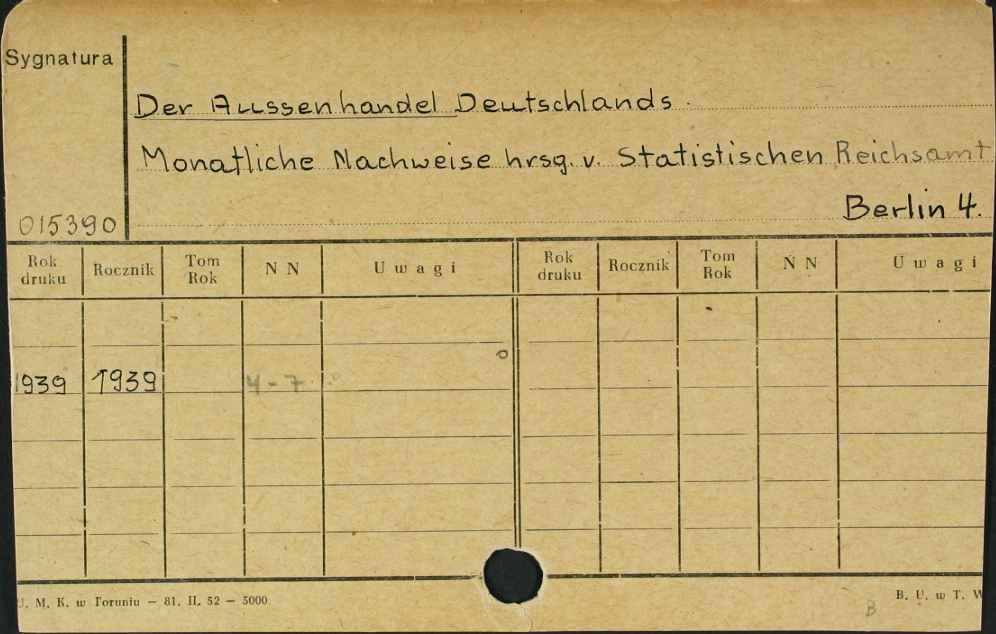 Sygnatura
Der Aussenhandel Deutschlands.
Monatliche Nachweise hrsg. v. Statistischen Reichsamt
Berlin 4.
015390
Rok druku Rocznik Tom Rok N N Uwagi Rok druku Rocznik Tom Rok N N Uwagi
1939 1939 4-7
U. M. K. w Toruniu — 81. II. 52 — 5000
B. U. w T. W
B